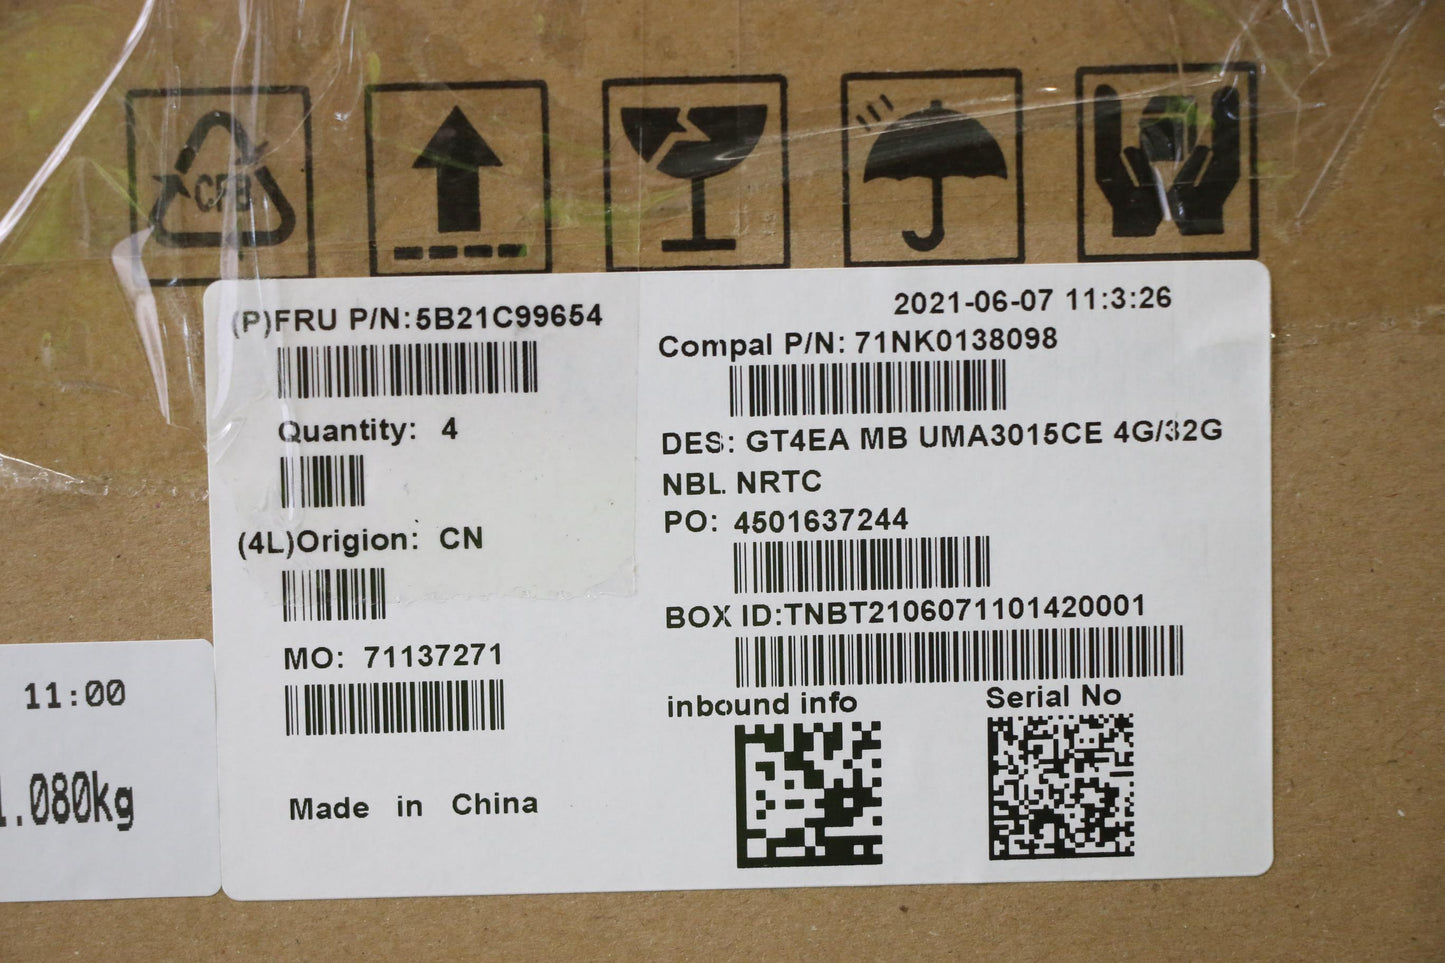 CFB
(P)FRU P/N:5B21C99654
Quantity: 4
(4L)Origion: CN
MO: 71137271
Made in China
2021-06-07 11:3:26
Compal P/N: 71NK0138098
DES: GT4EA MB UMA3015CE 4G/32G
NBL NRTC
PO: 4501637244
BOX ID:TNBT2106071101420001
inbound info
Serial No
11:00
.080kg